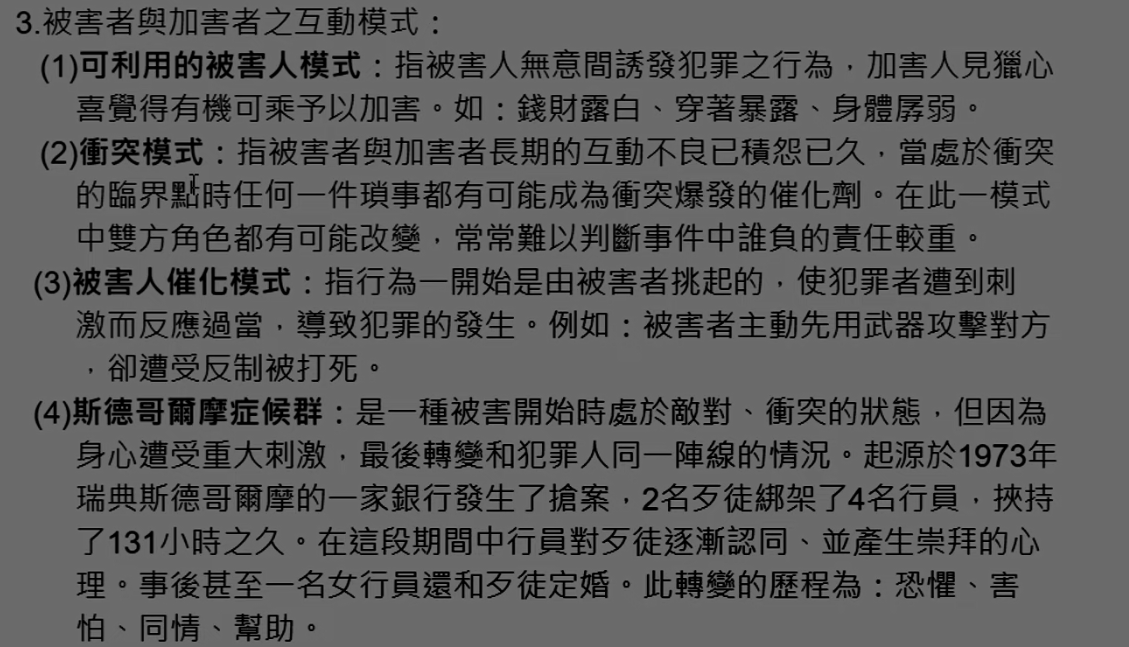 3.被害者與加害者之互動模式：
(1)可利用的被害人模式：指被害人無意間誘發犯罪之行為，加害人見獵心
喜覺得有機可乘予以加害。如：錢財露白、穿著暴露、身體孱弱。
(2)衝突模式：指被害者與加害者長期的互動不良已積怨已久，當處於衝突
的臨界點時任何一件瑣事都有可能成為衝突爆發的催化劑。在此一模式
中雙方角色都有可能改變，常常難以判斷事件中誰負的責任較重。
(3)被害人催化模式：指行為一開始是由被害者挑起的，使犯罪者遭到刺
激而反應過當，導致犯罪的發生。例如：被害者主動先用武器攻擊對方
，卻遭受反制被打死。
(4)斯德哥爾摩症候群：是一種被害開始時處於敵對、衝突的狀態，但因為
身心遭受重大刺激，最後轉變和犯罪人同一陣線的情況。起源於1973年
瑞典斯德哥爾摩的一家銀行發生了搶案，2名歹徒綁架了4名行員，挾持
了131小時之久。在這段期間中行員對歹徒逐漸認同、並產生崇拜的心
理。事後甚至一名女行員還和歹徒定婚。此轉變的歷程為：恐懼、害
怕、同情、幫助。